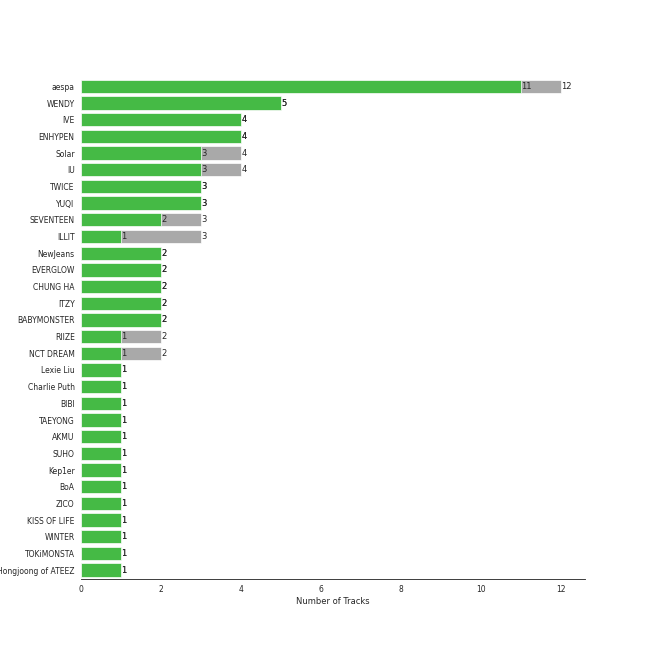 aespa 11 12
WENDY 5
IVE 4
ENHYPEN 4
Solar 3 4
IU 3 4
TWICE 3
YUQI 3
SEVENTEEN 2 3
ILLIT 1 3
NewJeans 2
EVERGLOW 2
CHUNG HA 2
ITZY 2
BABYMONSTER 2
RIIZE 1 2
NCT DREAM 1 2
Lexie Liu 1
Charlie Puth 1
BIBI 1
TAEYONG 1
AKMU 1
SUHO 1
Kep1er 1
BoA 1
ZICO 1
KISS OF LIFE 1
WINTER 1
TOKiMONSTA 1
Hongjoong of ATEEZ 1
0 2 4 6 8 10 12
Number of Tracks